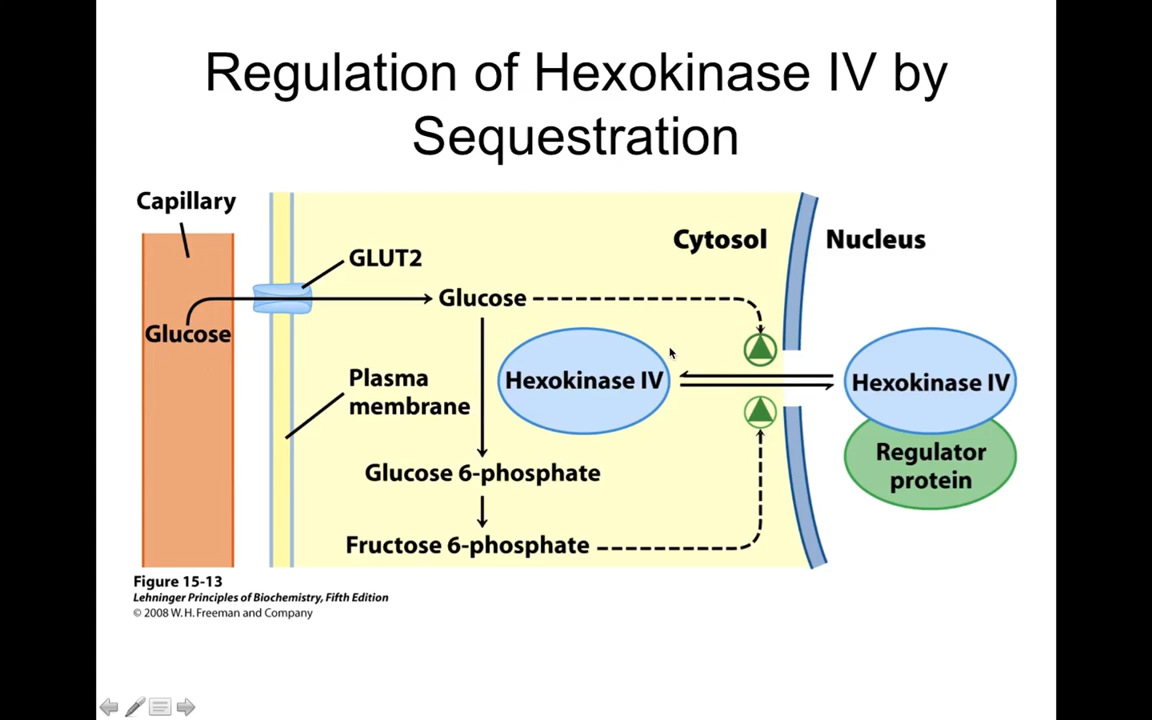 Regulation of Hexokinase IV by
Sequestration
Capillary
GLUT2
Cytosol
Nucleus
Glucose
Glucose
Plasma
membrane
Hexokinase IV
Hexokinase IV
Regulator
protein
Glucose 6-phosphate
Fructose 6-phosphate
Figure 15-13
Lehninger Principles of Biochemistry, Fifth Edition
© 2008 W. H. Freeman and Company